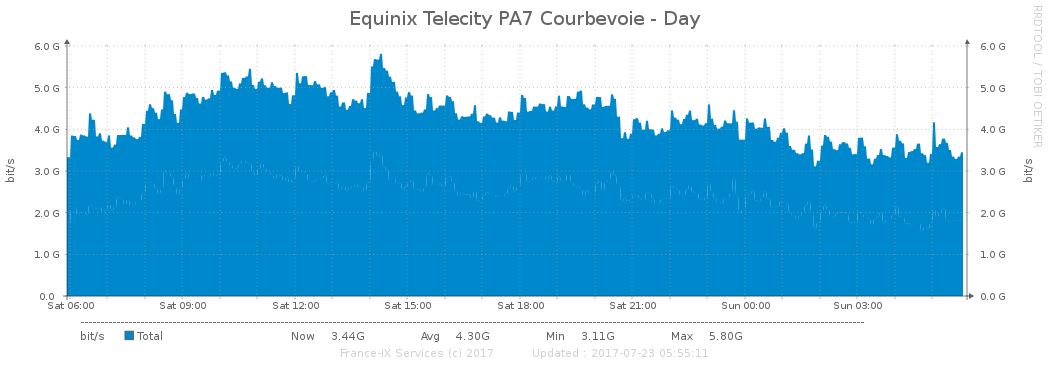 Equinix Telecity PA7 Courbevoie - Day
RRDTOOL / TOBI OETIKER
bit/s
6.0 G
5.0 G
4.0 G
3.0 G
2.0 G
1.0 G
0.0
6.0 G
5.0 G
4.0 G
3.0 G
2.0 G
1.0 G
0.0 G
bit/s
Sat 06:00 Sat 09:00 Sat 12:00 Sat 15:00 Sat 18:00 Sat 21:00 Sun 00:00 Sun 03:00
bit/s Total Now 3.44G Avg 4.30G Min 3.11G Max 5.80G
France-IX Services (c) 2017 Updated : 2017-07-23 05:55:11